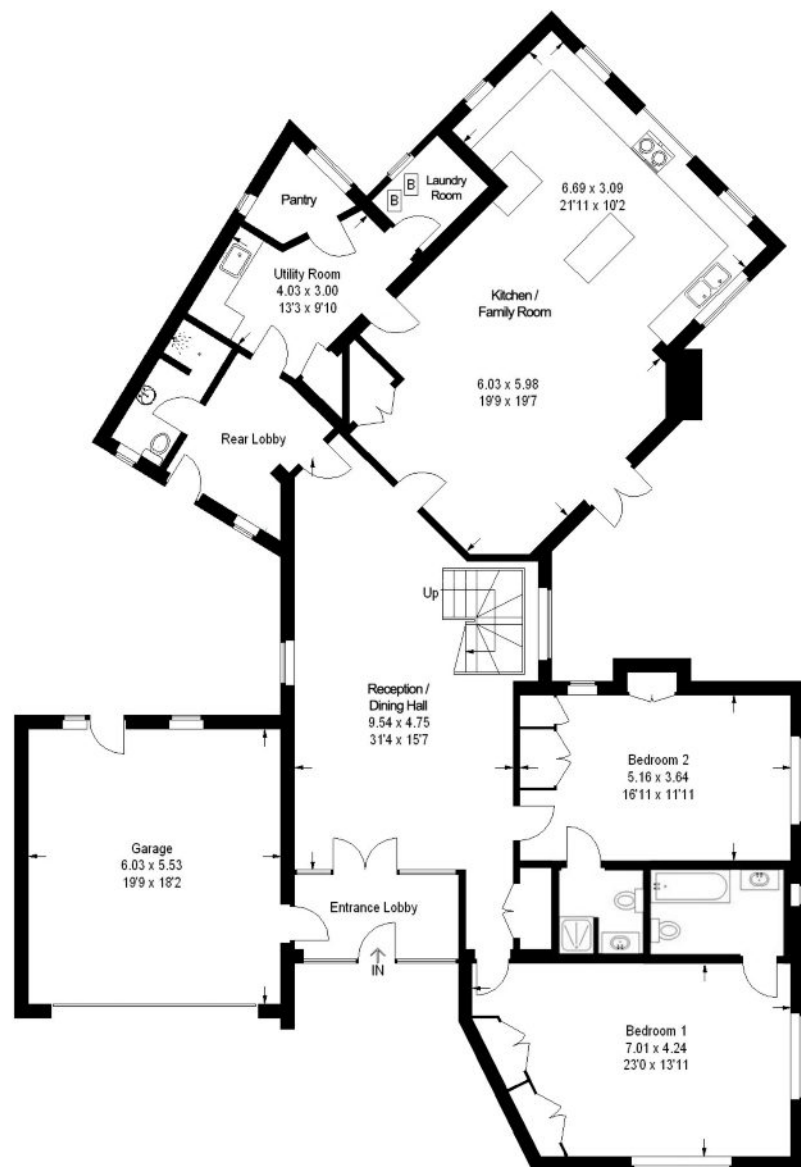 Pantry
B
B
Laundry
Room
6.69 x 3.09
21'11 x 10'2
Utility Room
4.03 x 3.00
13'3 x 9'10
Kitchen /
Family Room
6.03 x 5.98
19'9 x 19'7
Rear Lobby
Up
Reception /
Dining Hall
9.54 x 4.75
31'4 x 15'7
Bedroom 2
5.16 x 3.64
16'11 x 11'11
Garage
6.03 x 5.53
19'9 x 18'2
Entrance Lobby
IN
Bedroom 1
7.01 x 4.24
23'0 x 13'11